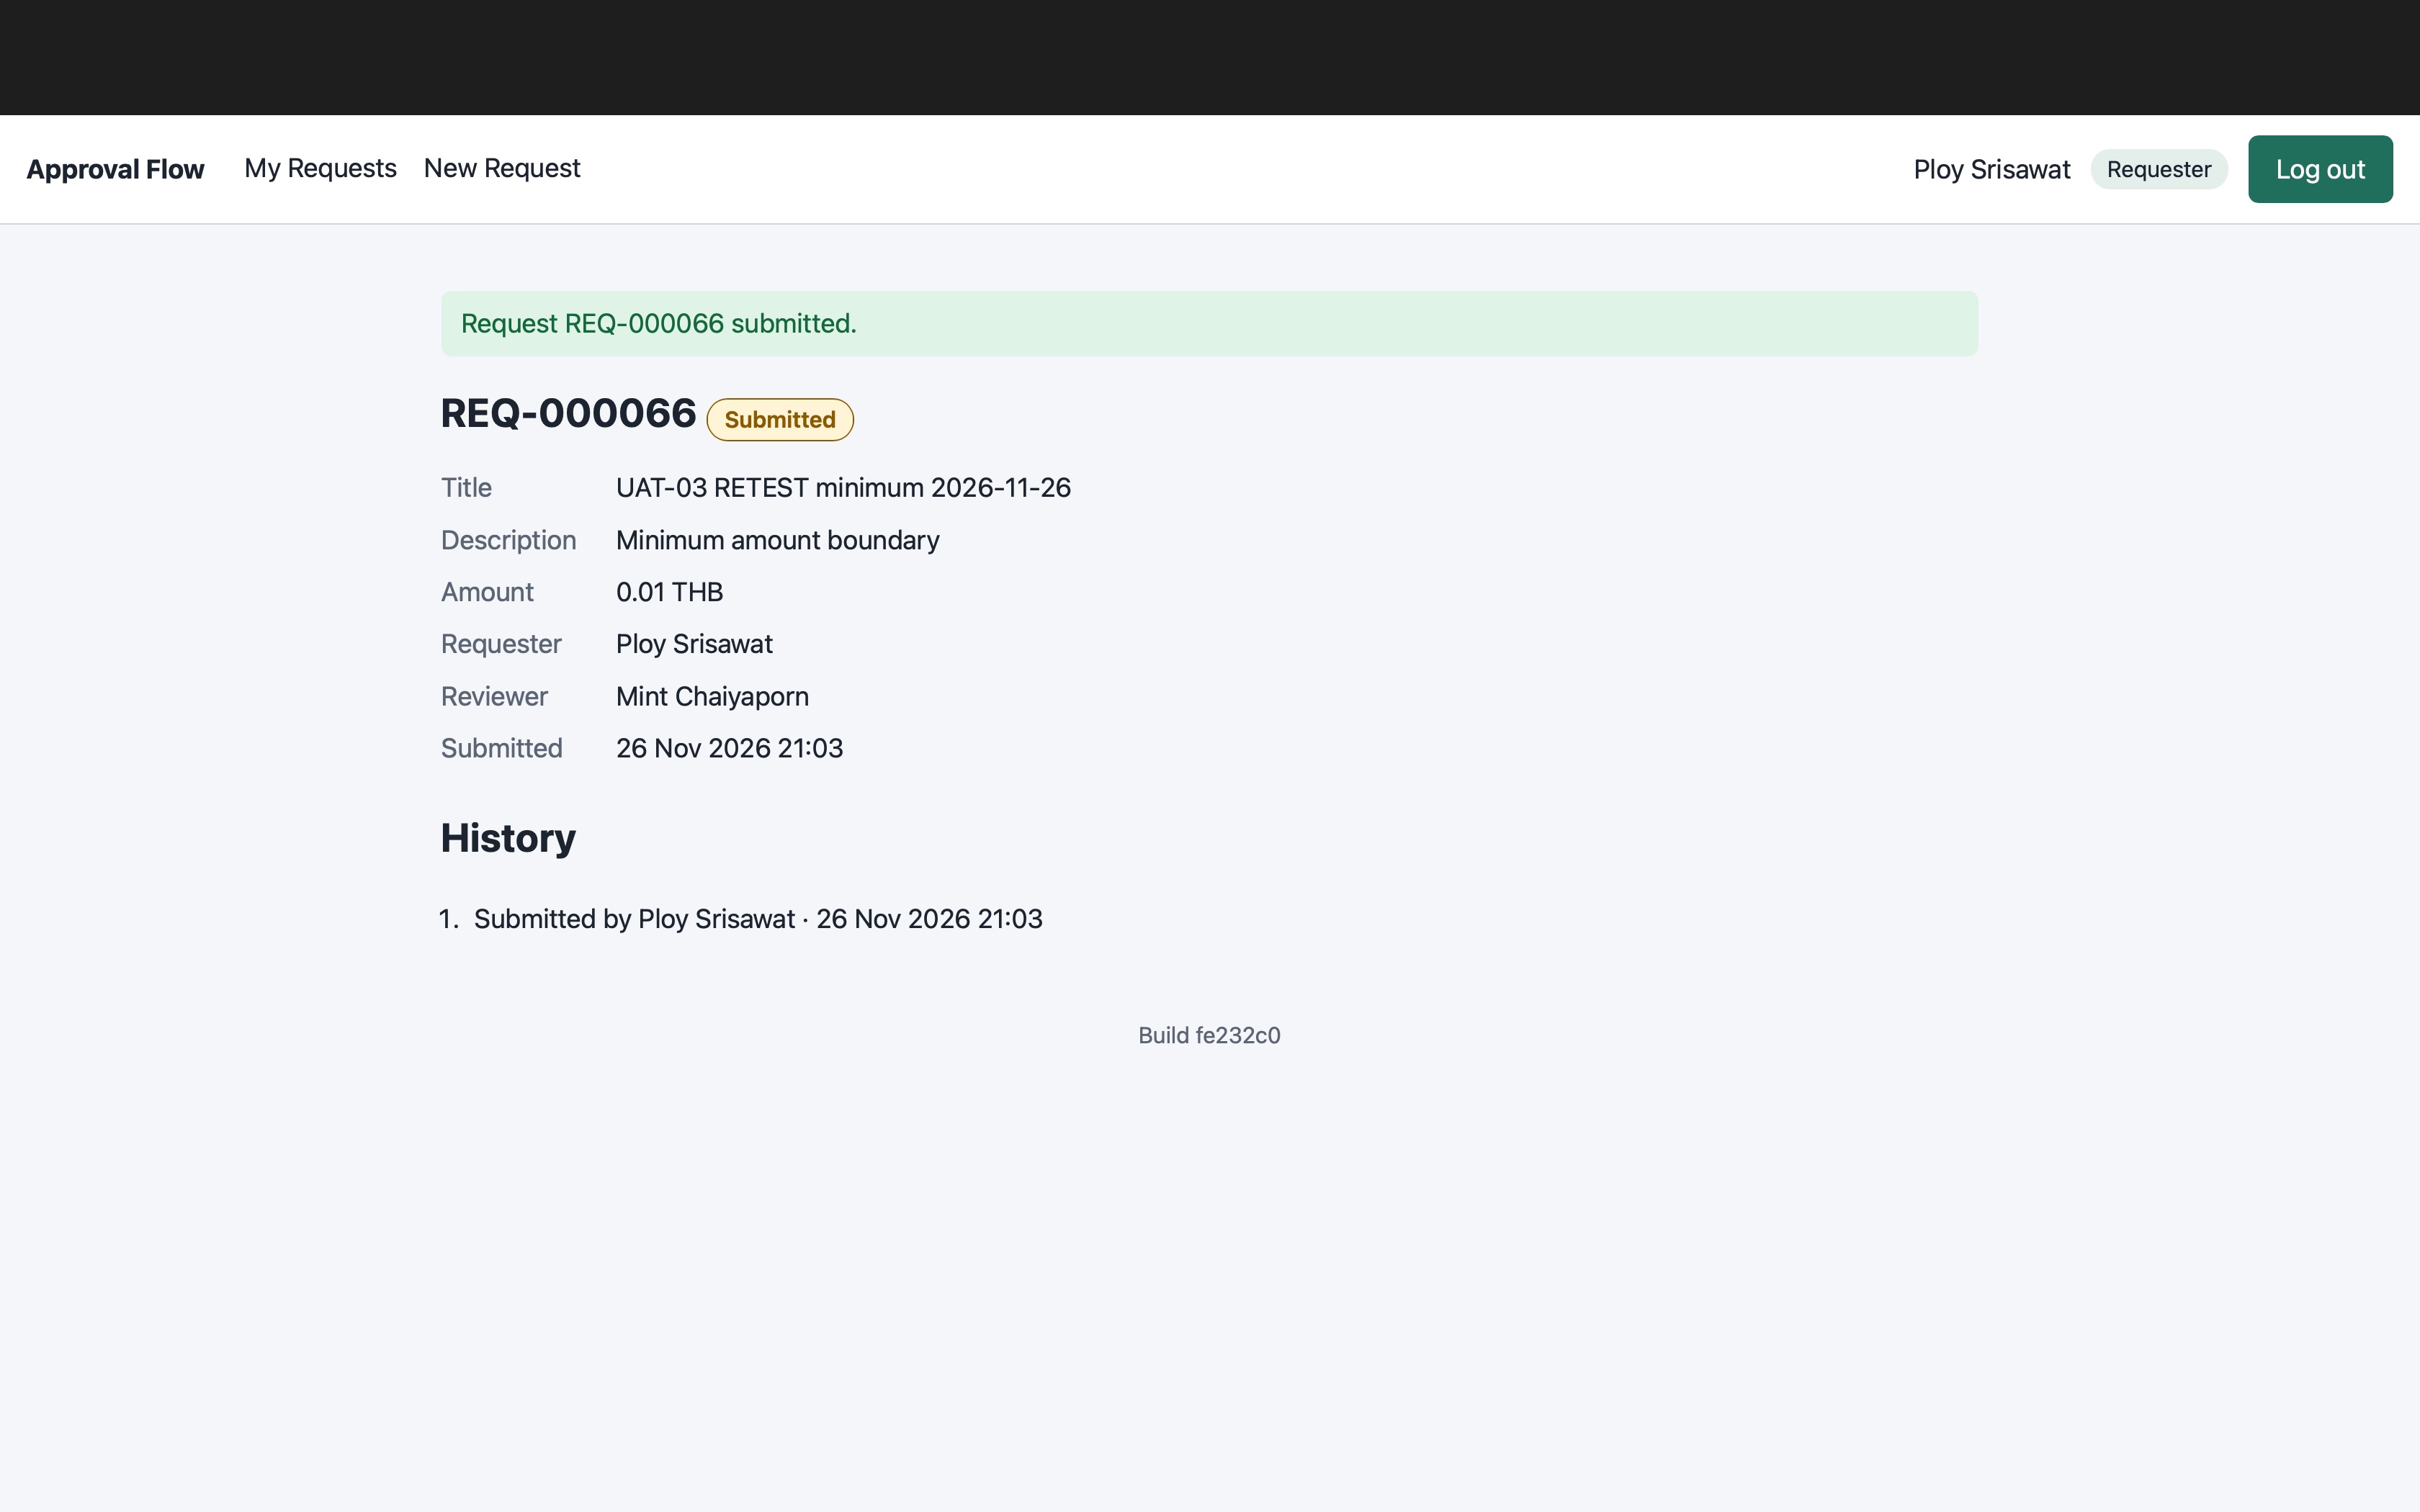 Approval Flow My Requests New Request Ploy Srisawat Requester Log out
Request REQ-000066 submitted.
REQ-000066 Submitted
Title UAT-03 RETEST minimum 2026-11-26
Description Minimum amount boundary
Amount 0.01 THB
Requester Ploy Srisawat
Reviewer Mint Chaiyaporn
Submitted 26 Nov 2026 21:03
History
1. Submitted by Ploy Srisawat · 26 Nov 2026 21:03
Build fe232c0